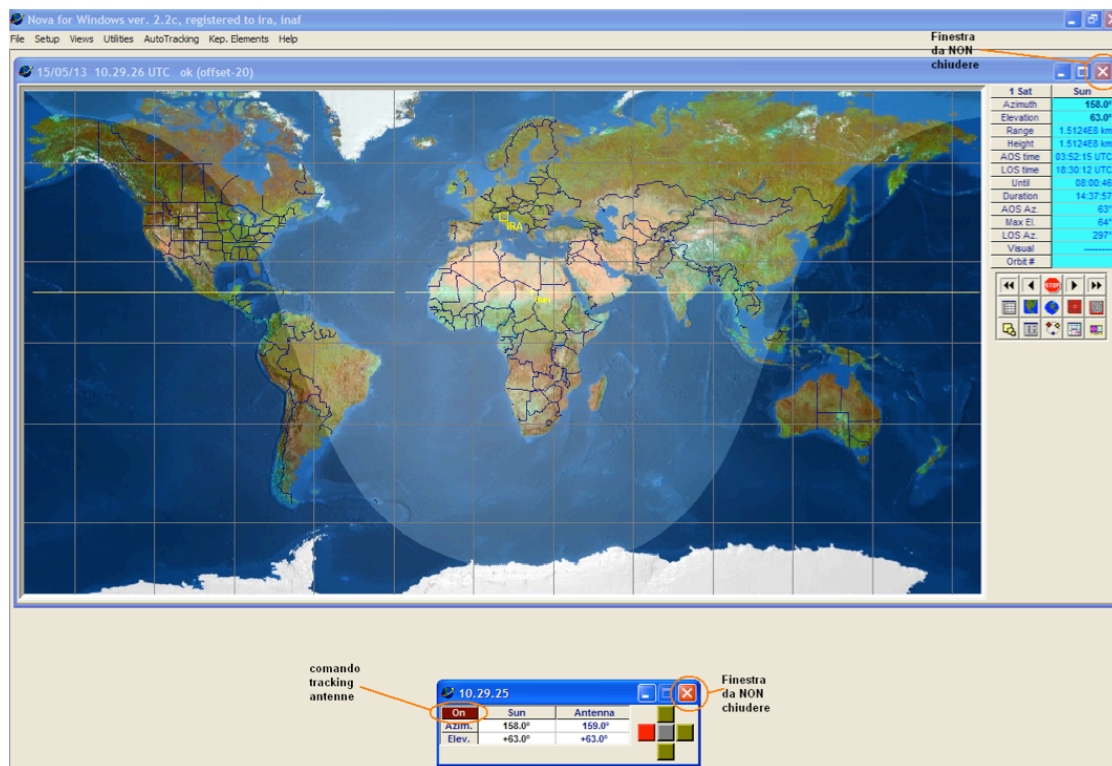 Nova for Windows ver. 2.2c, registered to ira, inaf
File Setup Views Utilities AutoTracking Kep. Elements Help
Finestra
da NON
chiudere
15/05/13 10.29.26 UTC ok (offset-20)
1 Sat Sun
Azimuth 158.0°
Elevation 63.0°
Range 1.5124E8 km
Height 1.5124E8 km
AOS time 03:52:15 UTC
LOS time 18:30:12 UTC
Until 08:00:46
Duration 14:37:57
AOS Az. 63°
Max El. 64°
LOS Az. 297°
Visual --------
Orbit #
STOP
IRA
Sun
comando
tracking
antenne
10.29.25
On Sun Antenna
Azim. 158.0° 159.0°
Elev. +63.0° +63.0°
Finestra
da NON
chiudere